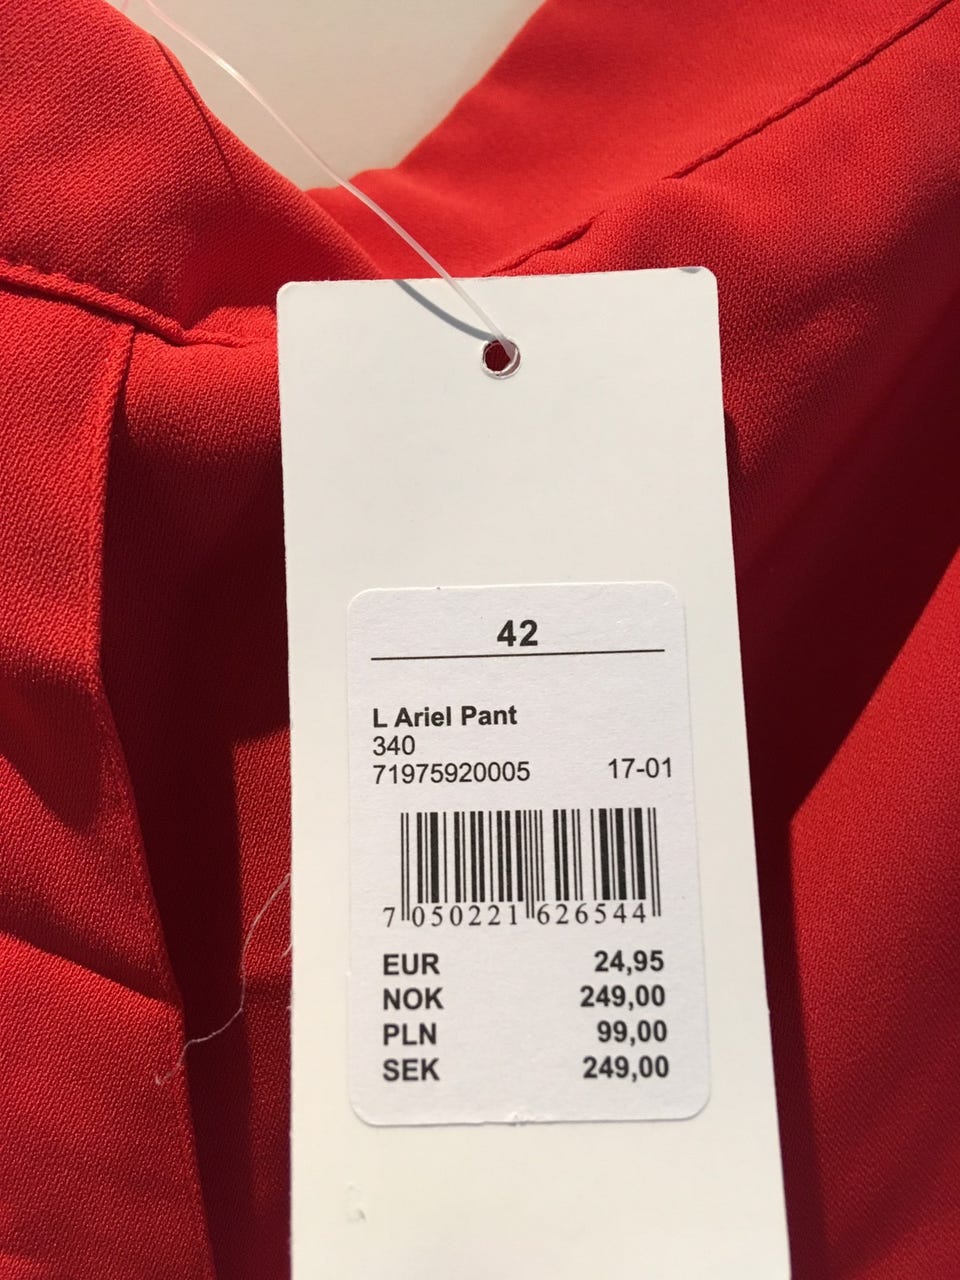 42
L Ariel Pant
340
71975920005 17-01
7 050221 626544
EUR 24,95
NOK 249,00
PLN 99,00
SEK 249,00